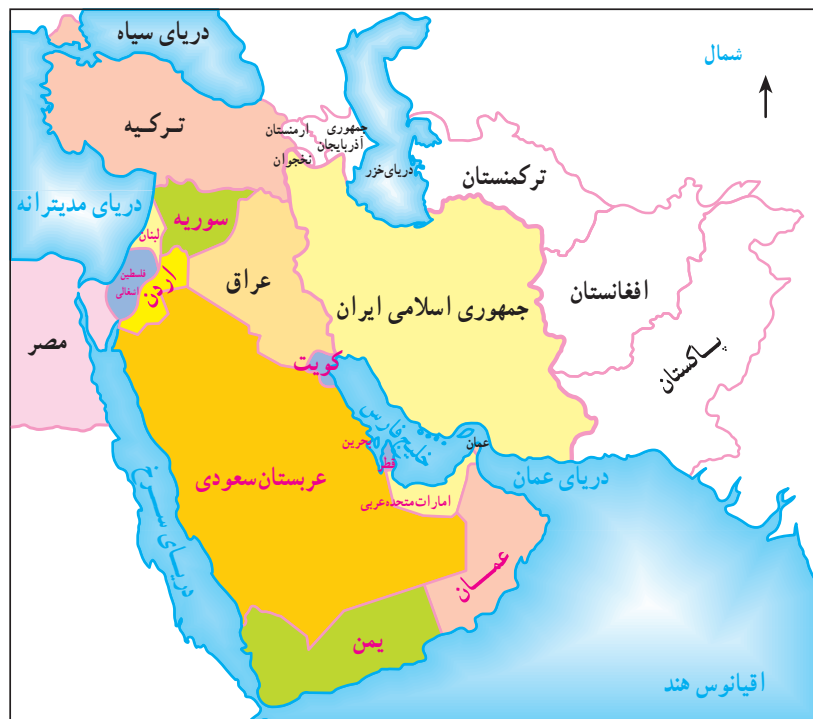 دریای سیاه
شمال
ترکیه
ارمنستان
جمهوری
آذربایجان
نخجوان
دریای خزر
ترکمنستان
دریای مدیترانه
سوریه
لبنان
فلسطین
اشغالی
اردن
عراق
جمهوری اسلامی ایران
افغانستان
پاکستان
مصر
کویت
خلیج فارس
بحرین
قطر
عمان
عربستان سعودی
امارات متحده عربی
دریای عمان
دریای سرخ
عمان
یمن
اقیانوس هند